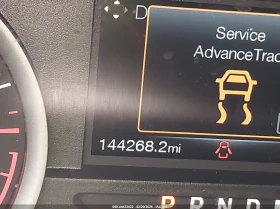 D
Service
AdvanceTrac
144268.2mi
P R N D